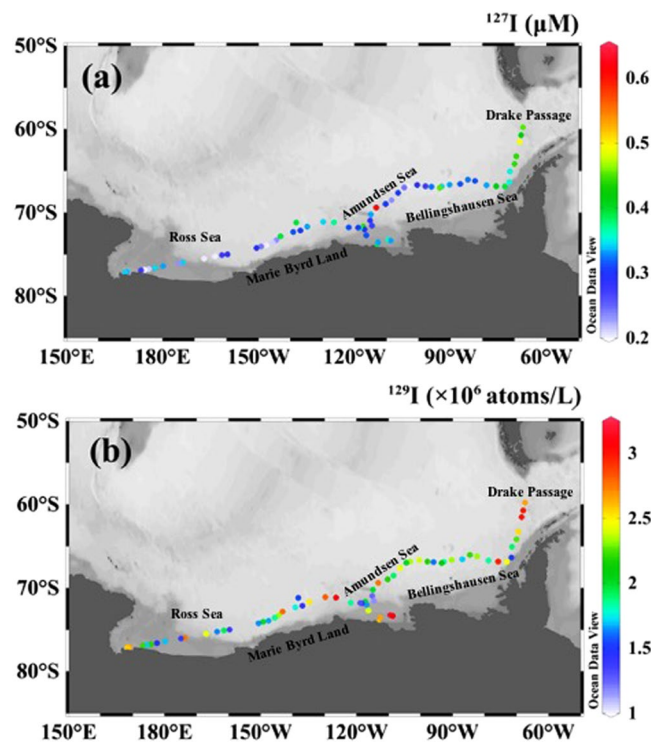 ¹²⁷I (μM)
50°S
(a)
0.6
60°S
Drake Passage
0.5
Amundsen Sea
70°S
Ross Sea
Bellingshausen Sea
0.4
Marie Byrd Land
0.3
80°S
Ocean Data View
0.2
150°E 180°E 150°W 120°W 90°W 60°W
¹²⁹I (×10⁶ atoms/L)
50°S
(b)
3
60°S
Drake Passage
2.5
Amundsen Sea
70°S
Ross Sea
Bellingshausen Sea
2
Marie Byrd Land
1.5
80°S
Ocean Data View
1
150°E 180°E 150°W 120°W 90°W 60°W